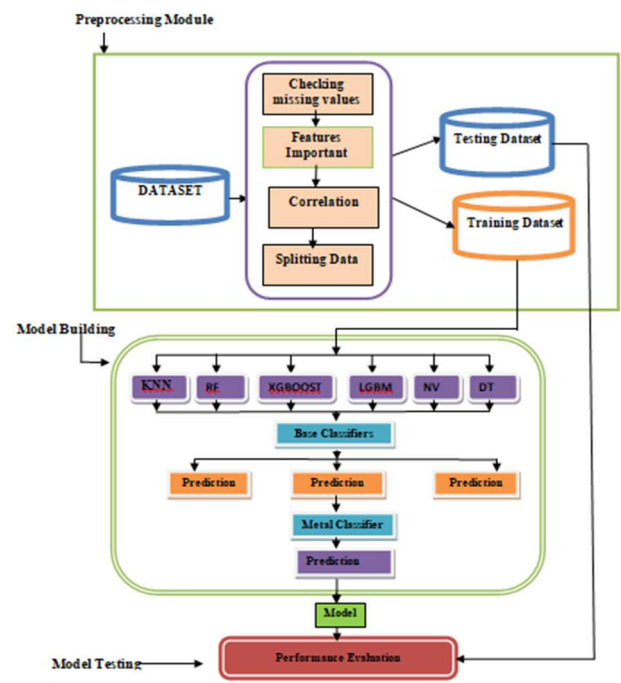 Preprocessing Module
Checking
missing values
Features
Important
Correlation
Splitting Data
DATASET
Testing Dataset
Training Dataset
Model Building
KNN
RF
XGBOOST
LGBM
NV
DT
Base Classifiers
Prediction
Prediction
Prediction
Metal Classifier
Prediction
Model
Model Testing
Performance Evaluation